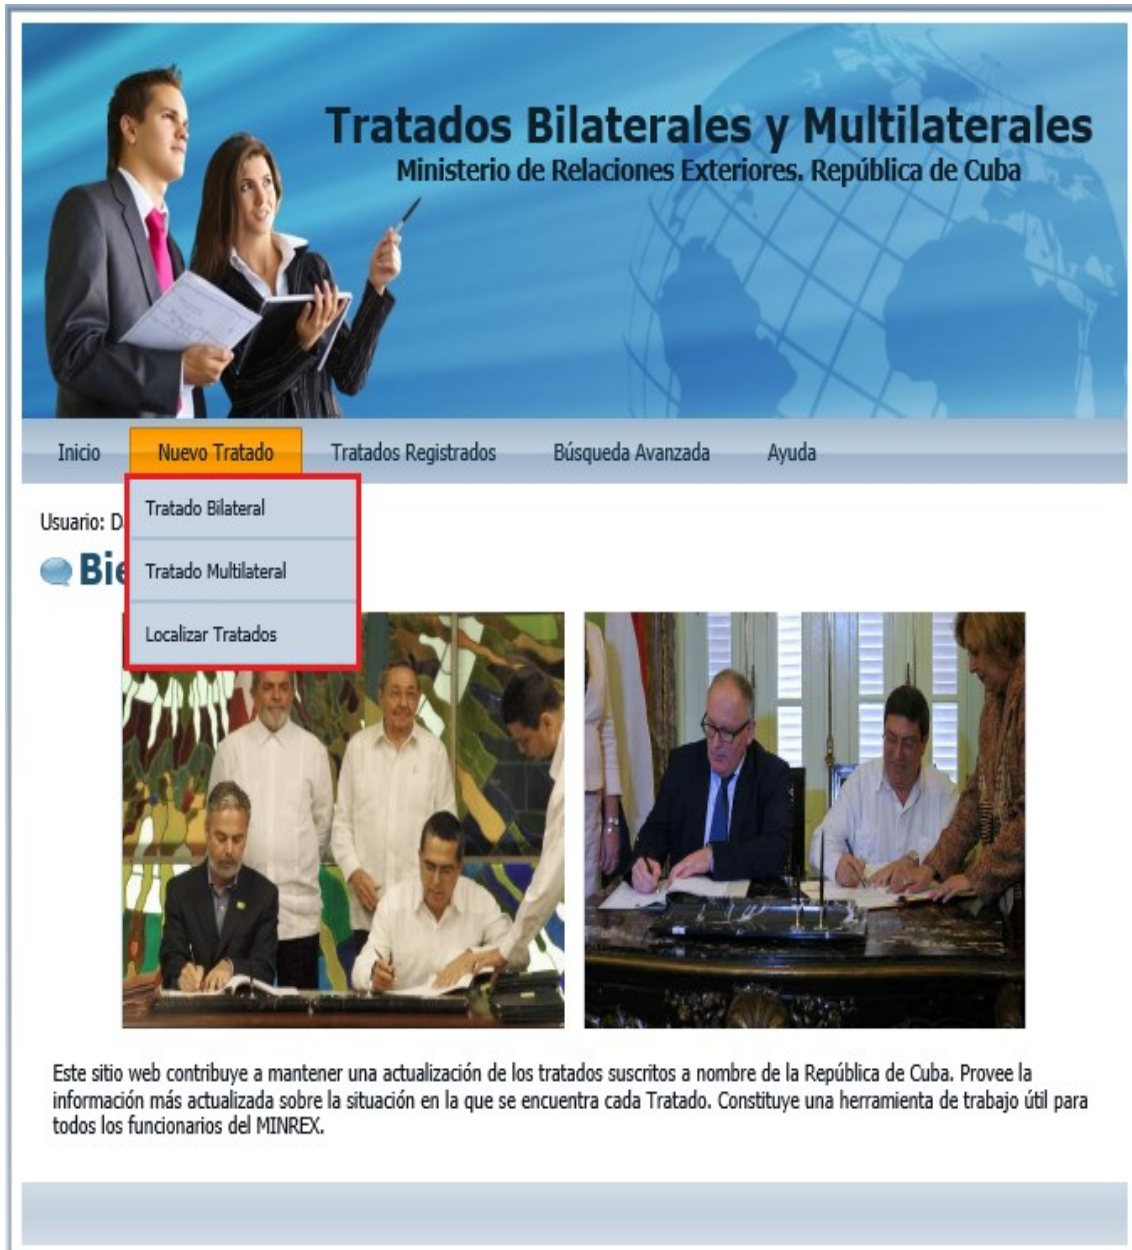 Tratados Bilaterales y Multilaterales
Ministerio de Relaciones Exteriores. República de Cuba
Inicio Nuevo Tratado Tratados Registrados Búsqueda Avanzada Ayuda
Tratado Bilateral
Usuario: D
Bie
Tratado Multilateral
Localizar Tratados
Este sitio web contribuye a mantener una actualización de los tratados suscritos a nombre de la República de Cuba. Provee la
información más actualizada sobre la situación en la que se encuentra cada Tratado. Constituye una herramienta de trabajo útil para
todos los funcionarios del MINREX.